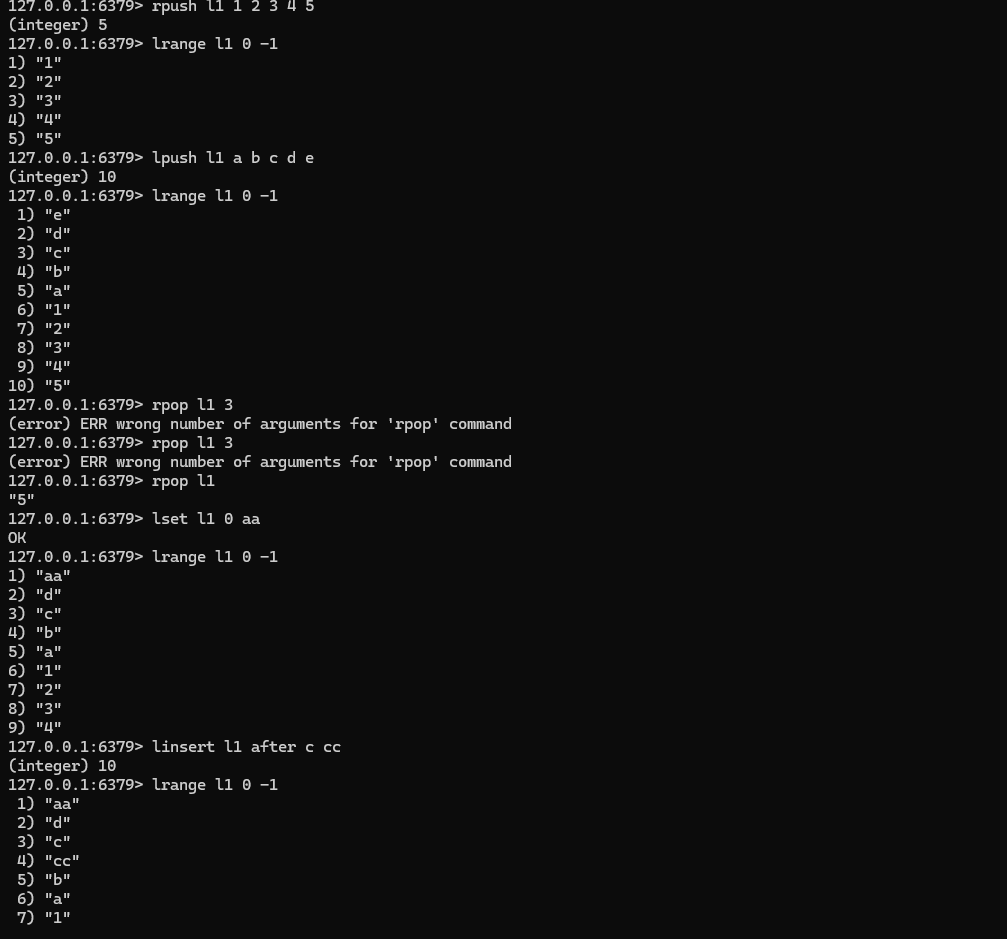 127.0.0.1:6379> rpush l1 1 2 3 4 5
(integer) 5
127.0.0.1:6379> lrange l1 0 -1
1) "1"
2) "2"
3) "3"
4) "4"
5) "5"
127.0.0.1:6379> lpush l1 a b c d e
(integer) 10
127.0.0.1:6379> lrange l1 0 -1
 1) "e"
 2) "d"
 3) "c"
 4) "b"
 5) "a"
 6) "1"
 7) "2"
 8) "3"
 9) "4"
10) "5"
127.0.0.1:6379> rpop l1 3
(error) ERR wrong number of arguments for 'rpop' command
127.0.0.1:6379> rpop l1 3
(error) ERR wrong number of arguments for 'rpop' command
127.0.0.1:6379> rpop l1
"5"
127.0.0.1:6379> lset l1 0 aa
OK
127.0.0.1:6379> lrange l1 0 -1
1) "aa"
2) "d"
3) "c"
4) "b"
5) "a"
6) "1"
7) "2"
8) "3"
9) "4"
127.0.0.1:6379> linsert l1 after c cc
(integer) 10
127.0.0.1:6379> lrange l1 0 -1
 1) "aa"
 2) "d"
 3) "c"
 4) "cc"
 5) "b"
 6) "a"
 7) "1"